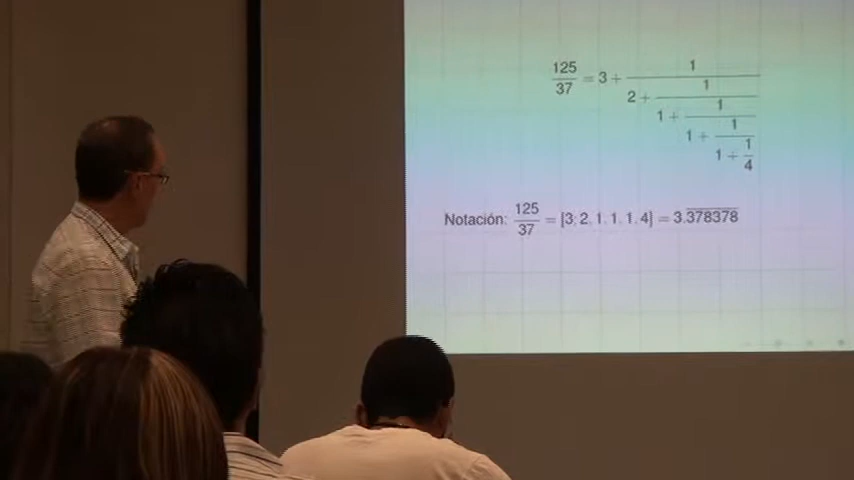 125/37 = 3 + 1/(2 + 1/(1 + 1/(1 + 1/(1 + 1/4))))
Notación: 125/37 = [3; 2, 1, 1, 1, 4] = 3.\overline{378378}